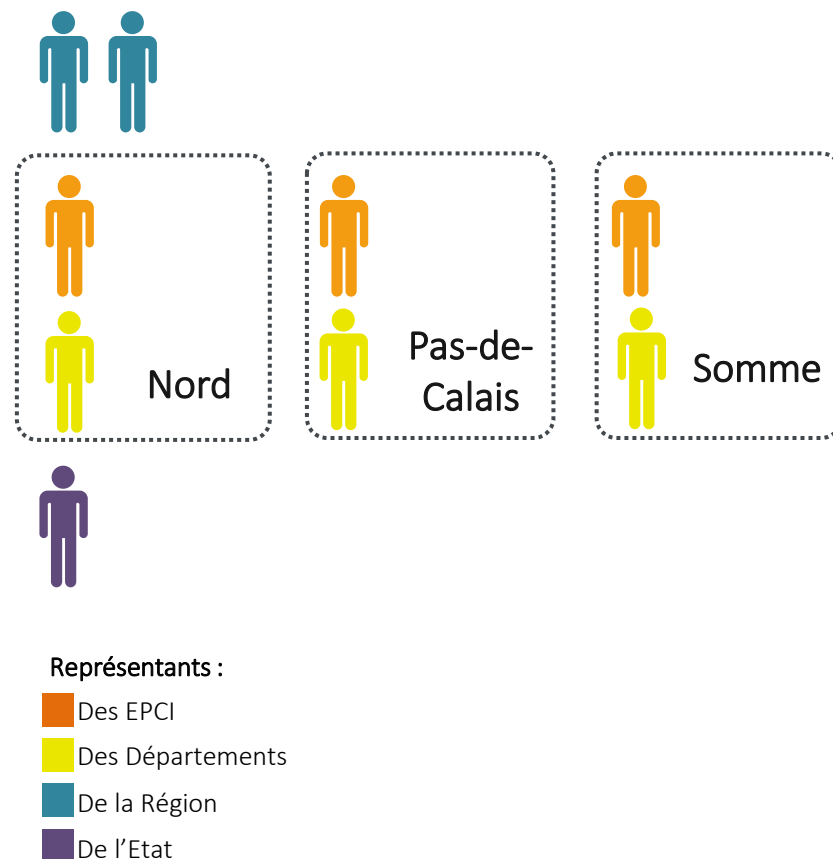 Nord
Pas-de-
Calais
Somme
Représentants :
Des EPCI
Des Départements
De la Région
De l'Etat